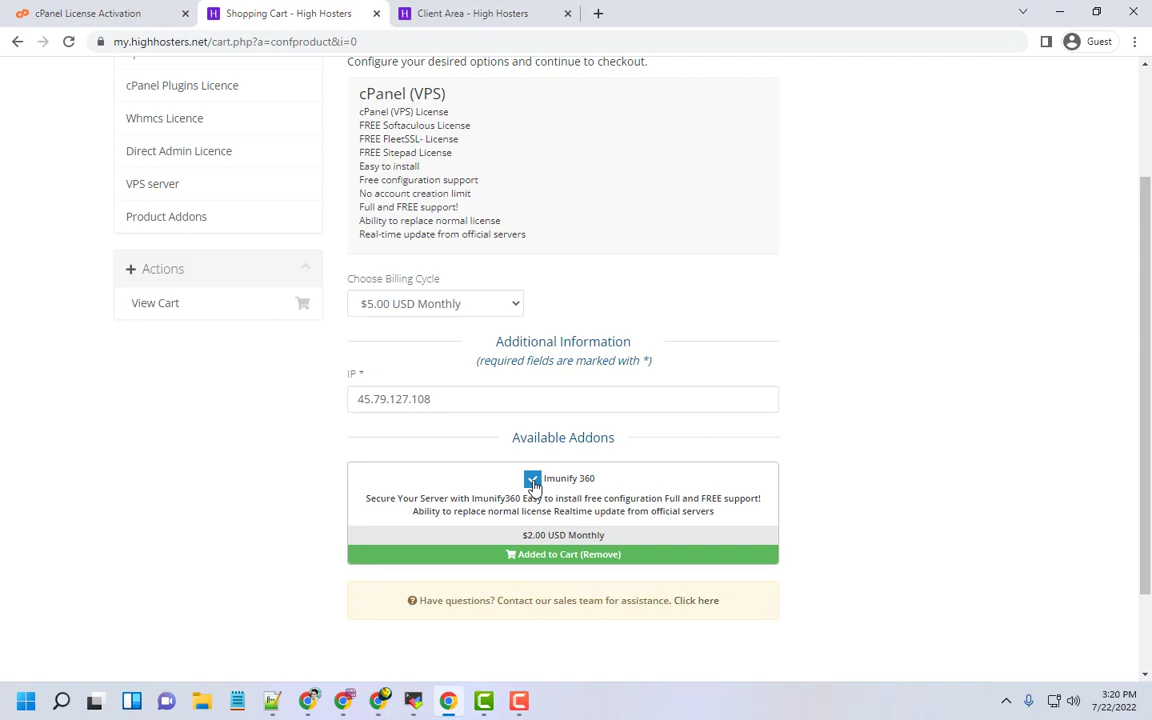 cPanel License Activation
Shopping Cart - High Hosters
Client Area - High Hosters
my.highhosters.net/cart.php?a=confproduct&i=0
Guest
Configure your desired options and continue to checkout.
cPanel Plugins Licence
Whmcs Licence
Direct Admin Licence
VPS server
Product Addons
Actions
View Cart
cPanel (VPS)
cPanel (VPS) License
FREE Softaculous License
FREE FleetSSL- License
FREE Sitepad License
Easy to install
Free configuration support
No account creation limit
Full and FREE support!
Ability to replace normal license
Real-time update from official servers
Choose Billing Cycle
$5.00 USD Monthly
Additional Information
(required fields are marked with *)
IP *
45.79.127.108
Available Addons
Imunify 360
Secure Your Server with Imunify360 Easy to install free configuration Full and FREE support!
Ability to replace normal license Realtime update from official servers
$2.00 USD Monthly
Added to Cart (Remove)
Have questions? Contact our sales team for assistance. Click here
3:20 PM
7/22/2022